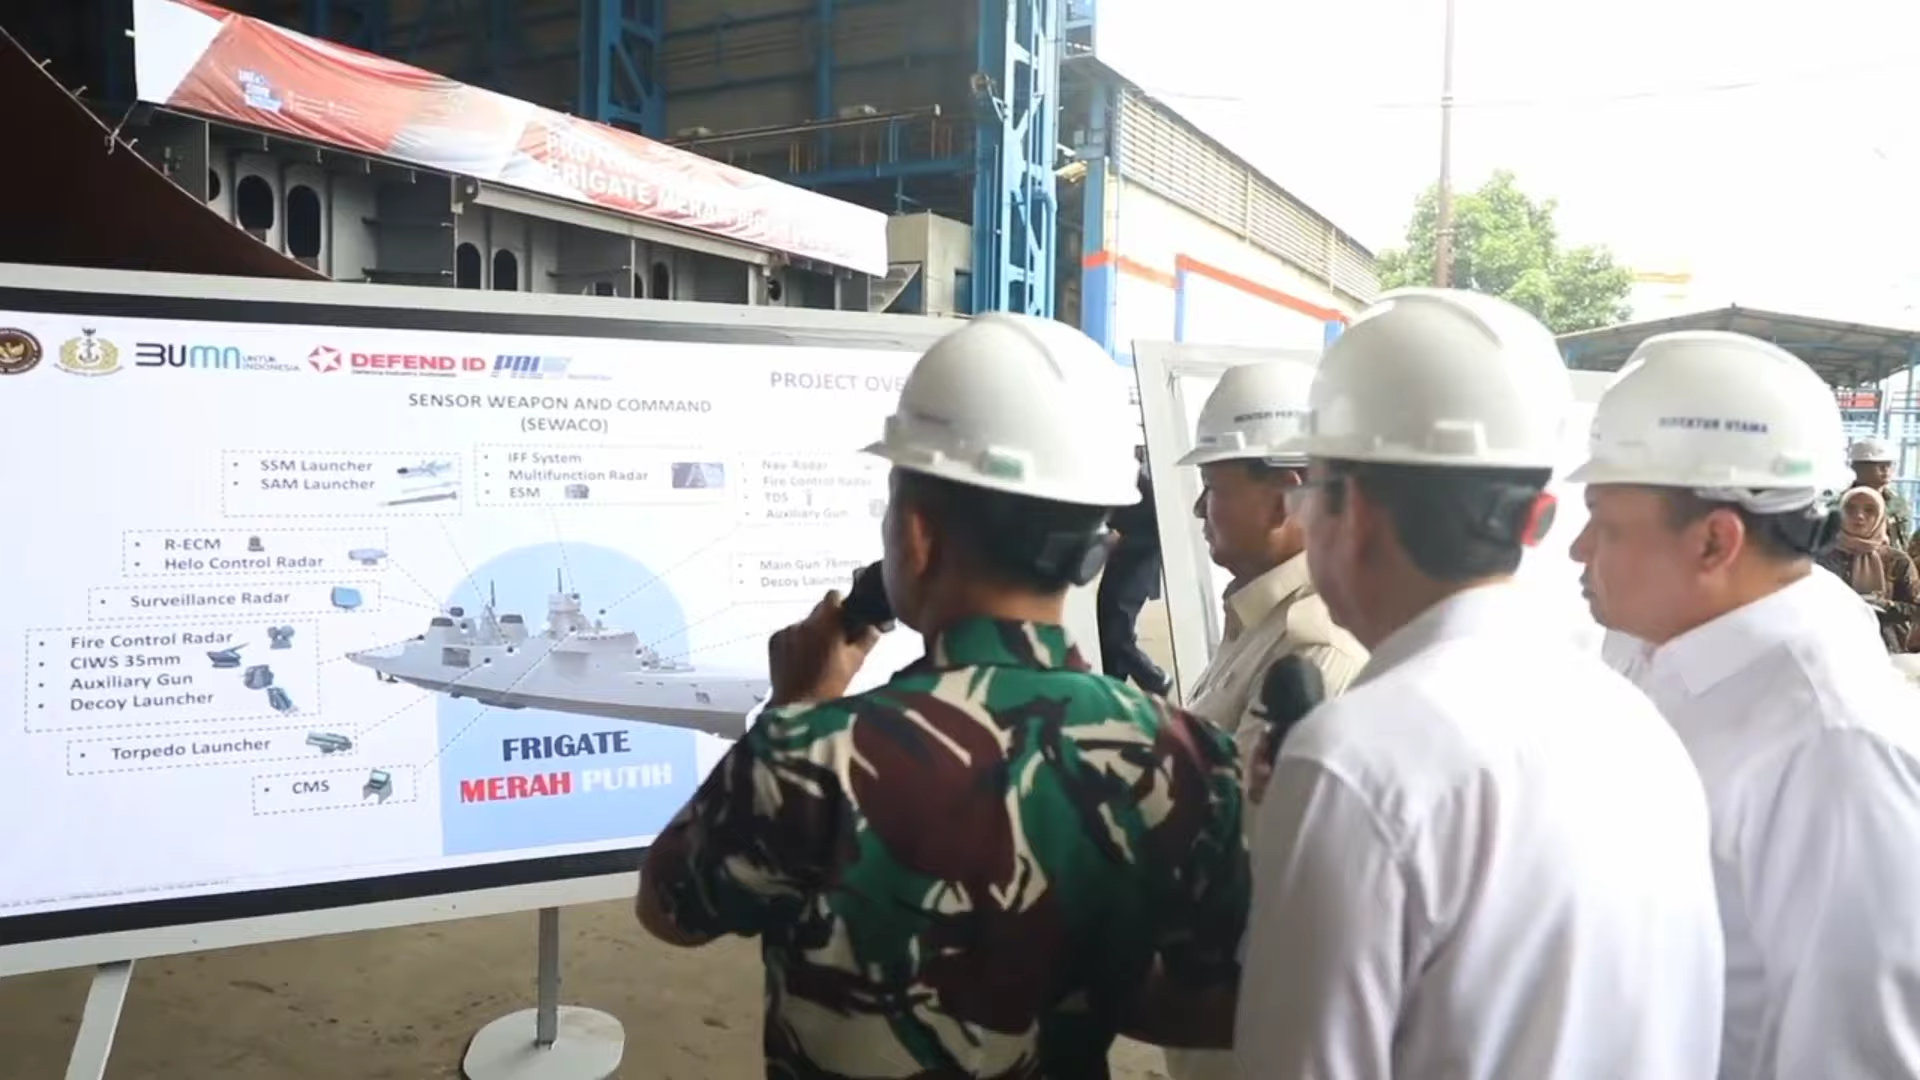 FRIGATE MERAH
BUMN UNTUK INDONESIA
DEFEND ID
PAL
PROJECT
SENSOR WEAPON AND COMMAND
(SEWACO)
• SSM Launcher
• SAM Launcher
• IFF System
• Multifunction Radar
• ESM
• Nav Radar
• Fire Control Radar
• TDS
• Auxiliary Gun
• R-ECM
• Helo Control Radar
• Main Gun 76mm
• Decoy Launcher
• Surveillance Radar
• Fire Control Radar
• CIWS 35mm
• Auxiliary Gun
• Decoy Launcher
• Torpedo Launcher
• CMS
FRIGATE
MERAH PUTIH
MENTERI
DIREKTUR UTAMA